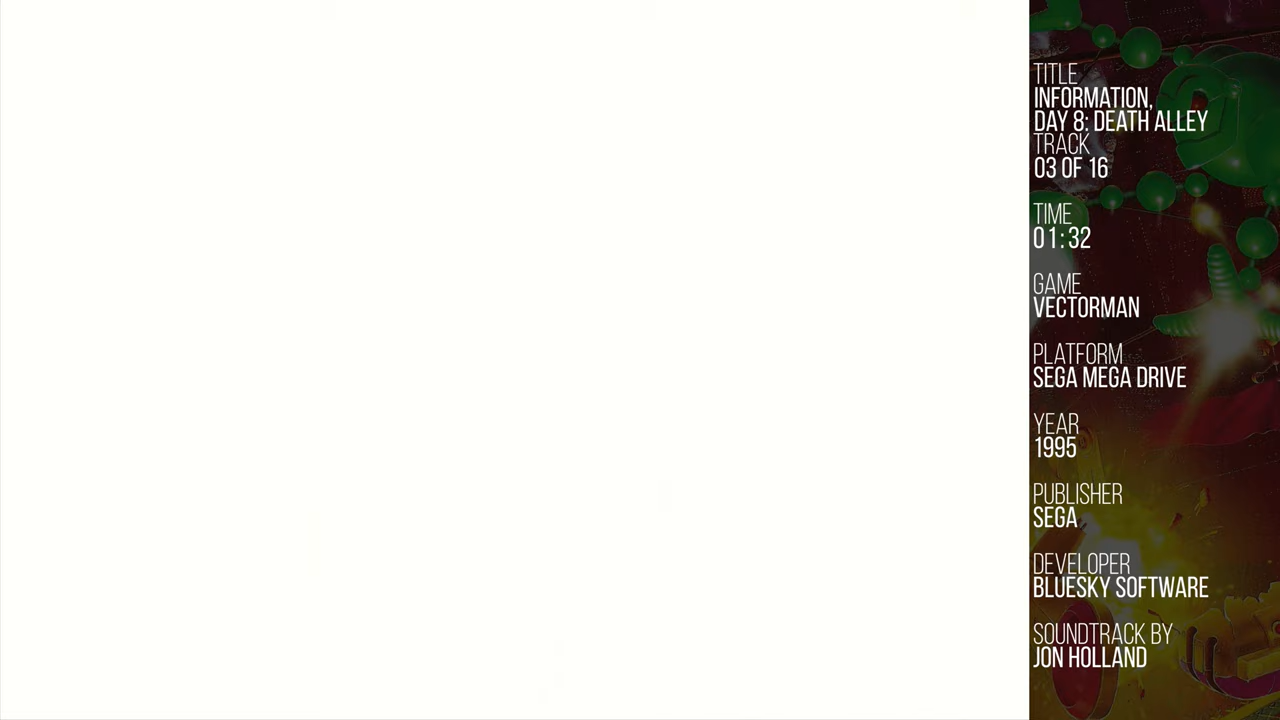 TITLE
INFORMATION,
DAY 8: DEATH ALLEY
TRACK
03 OF 16
TIME
01:32
GAME
VECTORMAN
PLATFORM
SEGA MEGA DRIVE
YEAR
1995
PUBLISHER
SEGA
DEVELOPER
BLUESKY SOFTWARE
SOUNDTRACK BY
JON HOLLAND